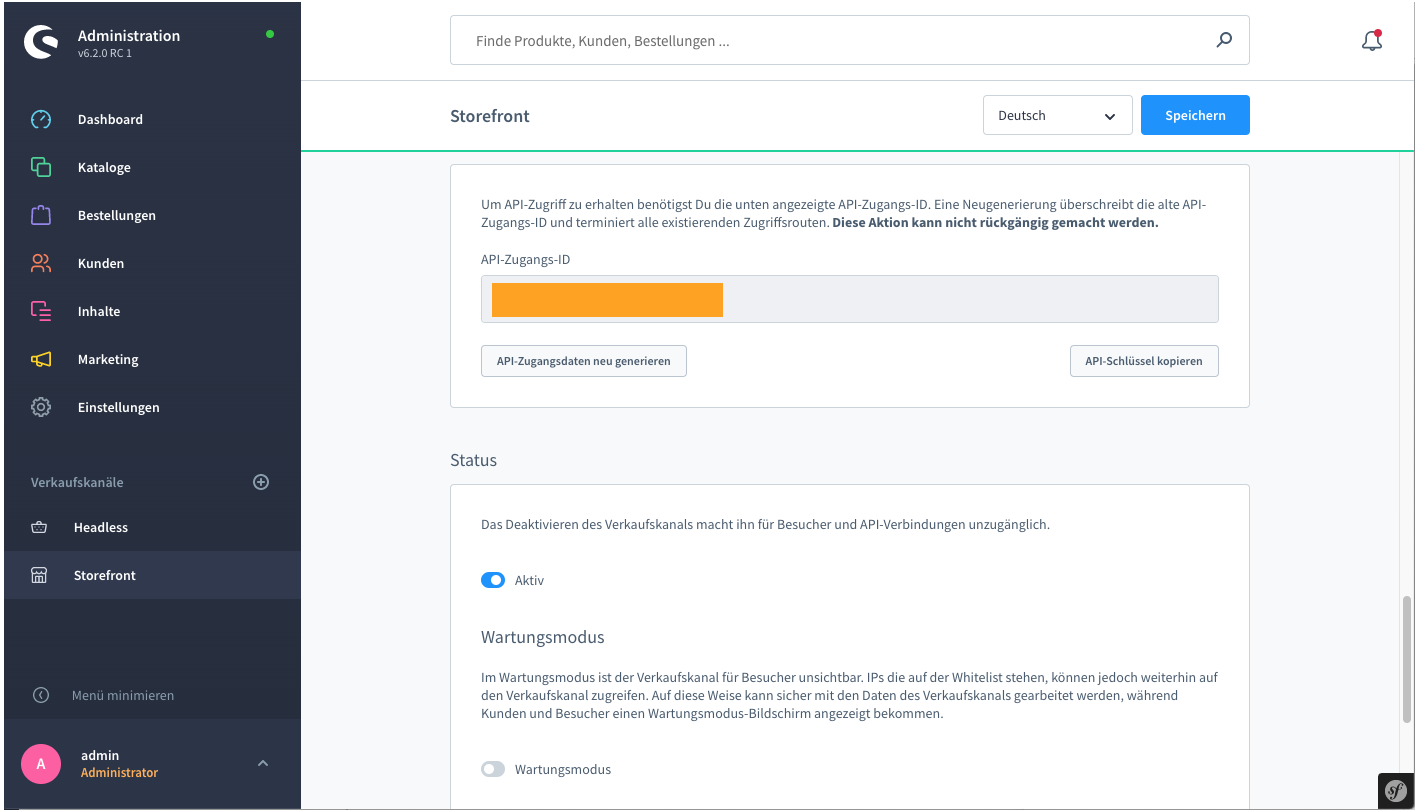 Administration
v6.2.0 RC 1
Dashboard
Kataloge
Bestellungen
Kunden
Inhalte
Marketing
Einstellungen
Verkaufskanäle
Headless
Storefront
Menü minimieren
A
admin
Administrator
Finde Produkte, Kunden, Bestellungen ...
Storefront
Deutsch
Speichern
Um API-Zugriff zu erhalten benötigst Du die unten angezeigte API-Zugangs-ID. Eine Neugenerierung überschreibt die alte API-
Zugangs-ID und terminiert alle existierenden Zugriffsrouten. Diese Aktion kann nicht rückgängig gemacht werden.
API-Zugangs-ID
API-Zugangsdaten neu generieren
API-Schlüssel kopieren
Status
Das Deaktivieren des Verkaufskanals macht ihn für Besucher und API-Verbindungen unzugänglich.
Aktiv
Wartungsmodus
Im Wartungsmodus ist der Verkaufskanal für Besucher unsichtbar. IPs die auf der Whitelist stehen, können jedoch weiterhin auf
den Verkaufskanal zugreifen. Auf diese Weise kann sicher mit den Daten des Verkaufskanals gearbeitet werden, während
Kunden und Besucher einen Wartungsmodus-Bildschirm angezeigt bekommen.
Wartungsmodus
sf